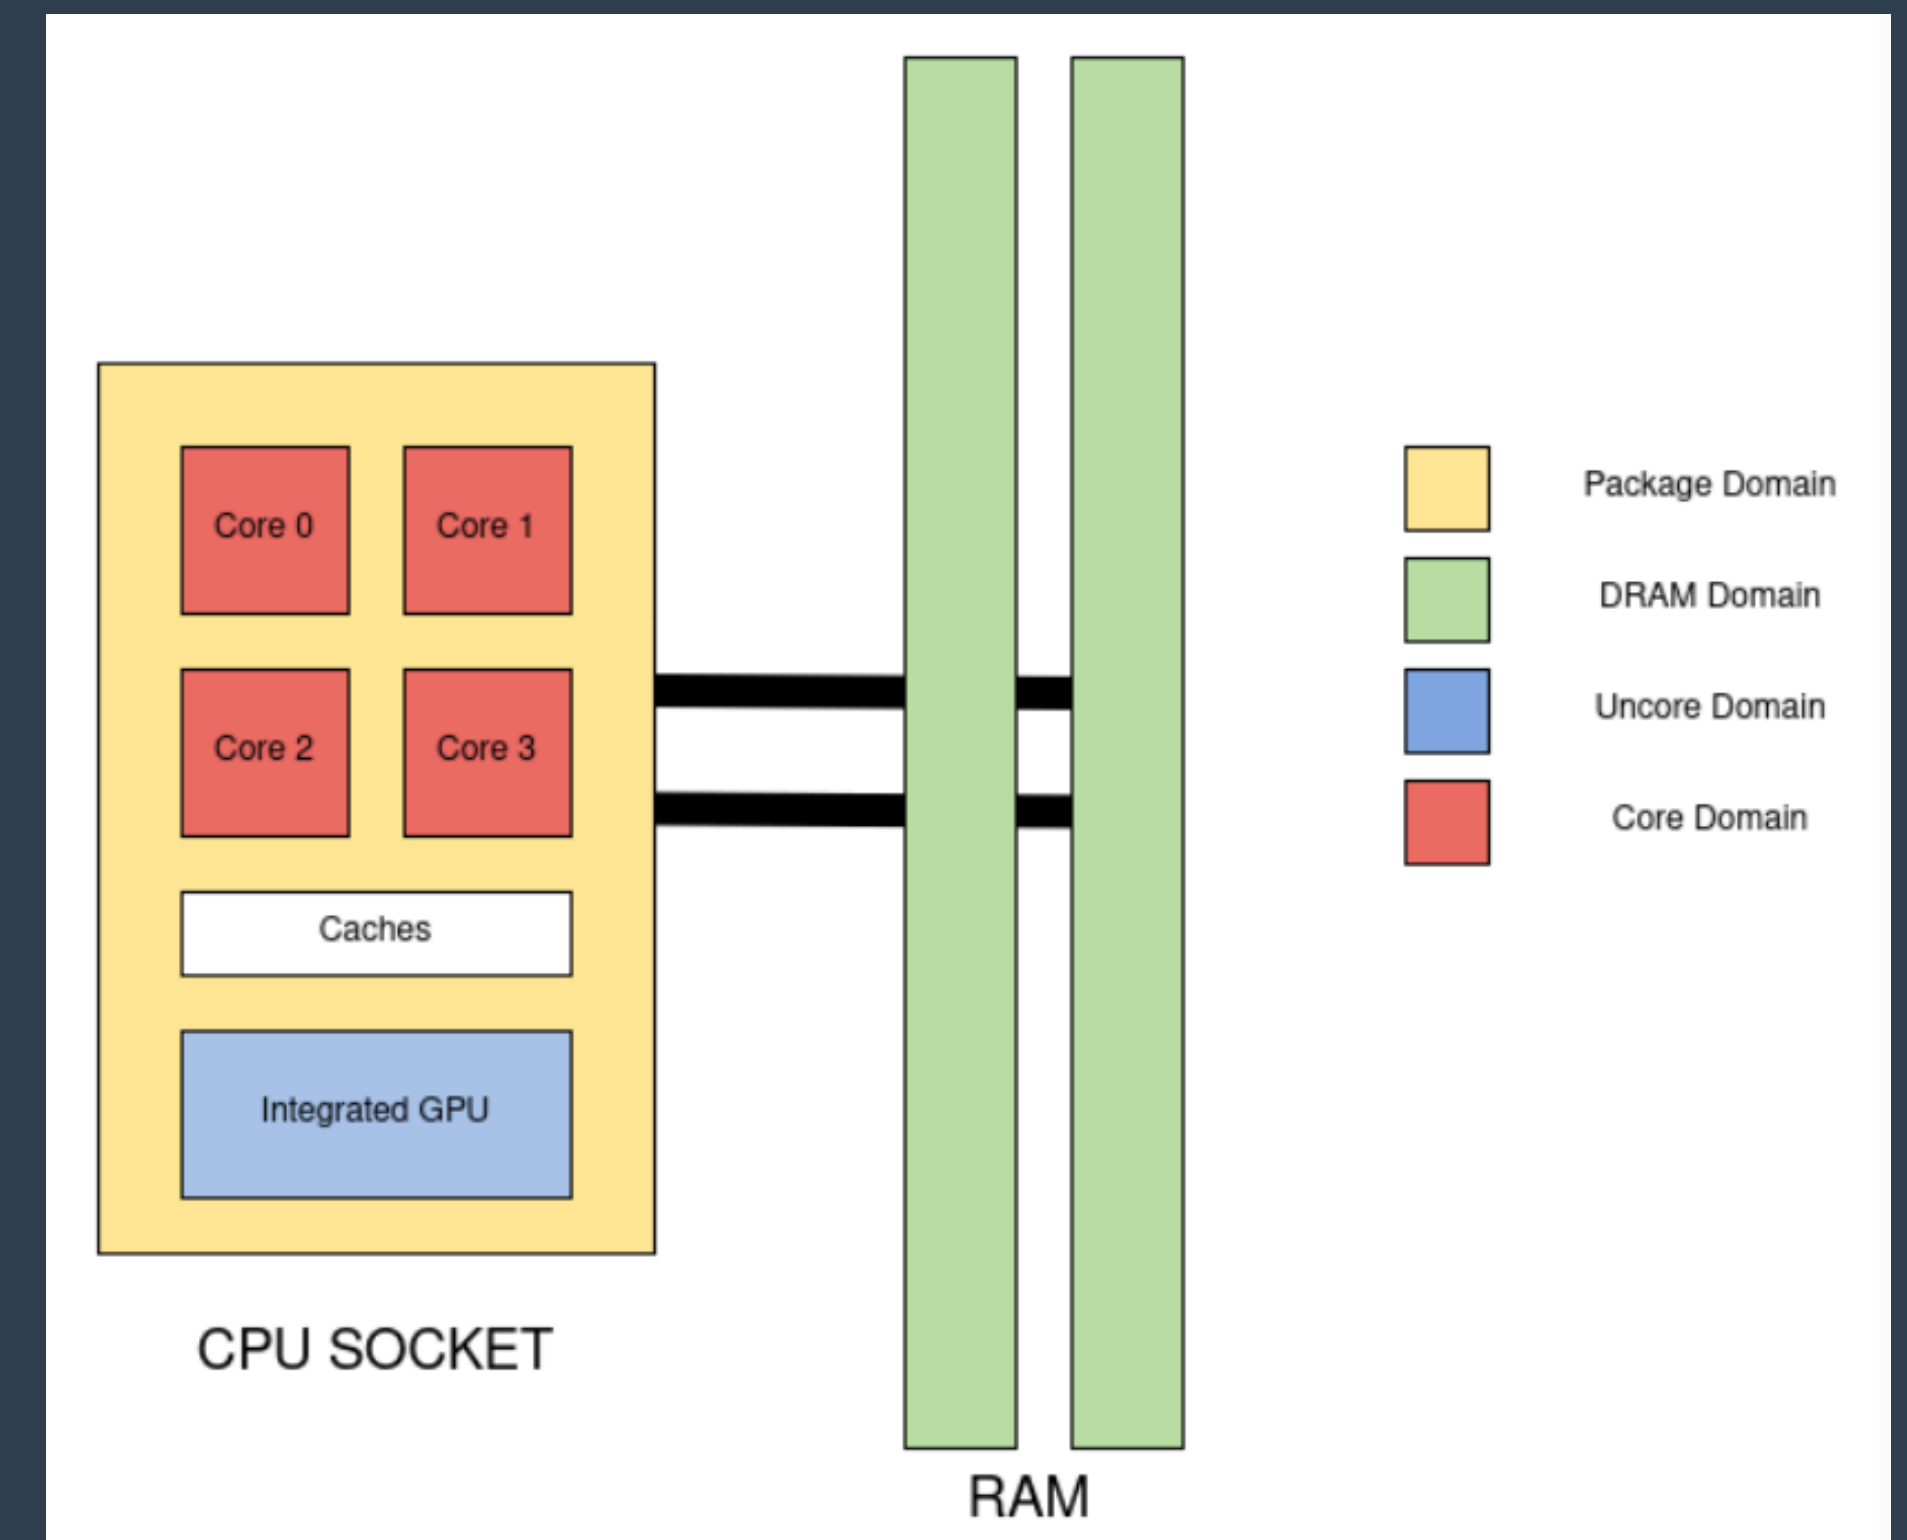 Core 0
Core 1
Core 2
Core 3
Caches
Integrated GPU
CPU SOCKET
RAM
Package Domain
DRAM Domain
Uncore Domain
Core Domain